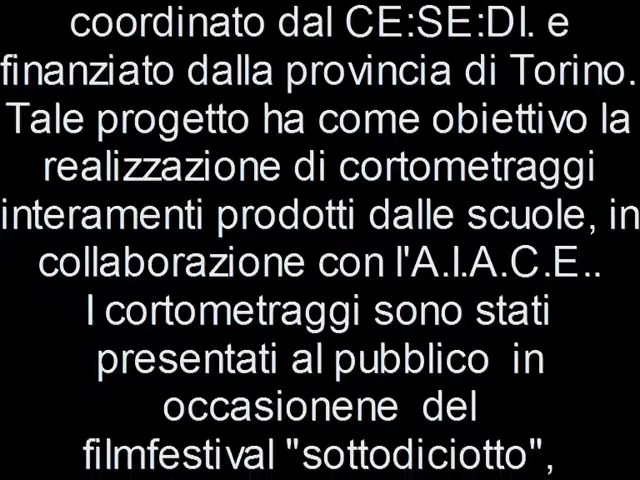 coordinato dal CE:SE:DI. e
finanziato dalla provincia di Torino.
Tale progetto ha come obiettivo la
realizzazione di cortometraggi
interamenti prodotti dalle scuole, in
collaborazione con l'A.I.A.C.E..
I cortometraggi sono stati
presentati al pubblico  in
occasionene  del
filmfestival "sottodiciotto",